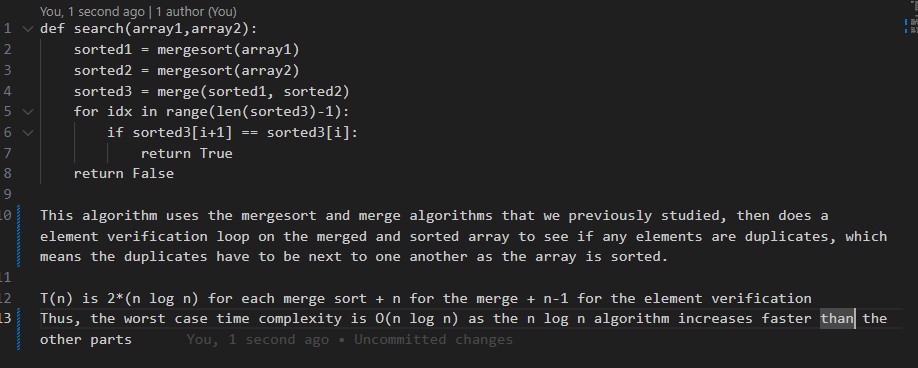 You, 1 second ago | 1 author (You)
1 def search(array1,array2):
2     sorted1 = mergesort(array1)
3     sorted2 = mergesort(array2)
4     sorted3 = merge(sorted1, sorted2)
5     for idx in range(len(sorted3)-1):
6         if sorted3[i+1] == sorted3[i]:
7             return True
8     return False
9
10 This algorithm uses the mergesort and merge algorithms that we previously studied, then does a
element verification loop on the merged and sorted array to see if any elements are duplicates, which
means the duplicates have to be next to one another as the array is sorted.
11
12 T(n) is 2*(n log n) for each merge sort + n for the merge + n-1 for the element verification
13 Thus, the worst case time complexity is O(n log n) as the n log n algorithm increases faster than the
other parts You, 1 second ago • Uncommitted changes